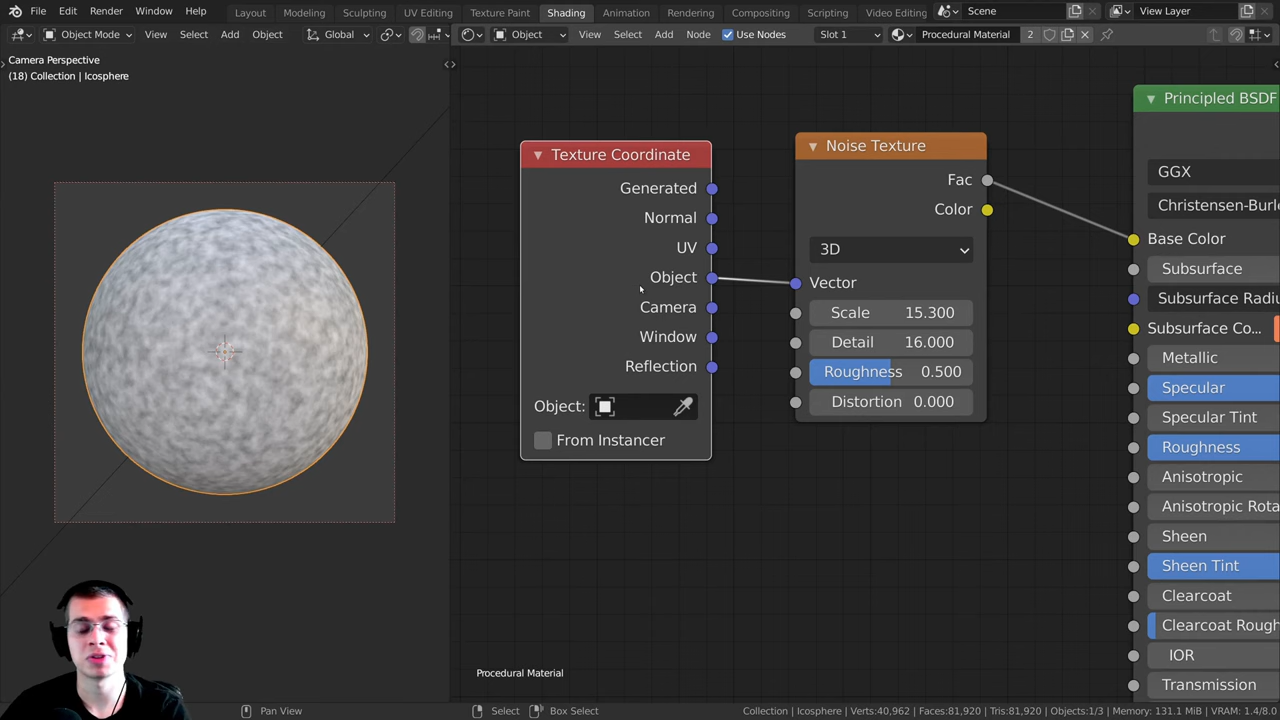 File Edit Render Window Help Layout Modeling Sculpting UV Editing Texture Paint Shading Animation Rendering Compositing Scripting Video Editing Scene View Layer
Object Mode View Select Add Object Global Object View Select Add Node Use Nodes Slot 1 Procedural Material 2
Camera Perspective
(18) Collection | Icosphere
Texture Coordinate
Generated
Normal
UV
Object
Camera
Window
Reflection
Object:
From Instancer
Noise Texture
Fac
Color
3D
Vector
Scale 15.300
Detail 16.000
Roughness 0.500
Distortion 0.000
Principled BSDF
GGX
Christensen-Burle
Base Color
Subsurface
Subsurface Radiu
Subsurface Co...
Metallic
Specular
Specular Tint
Roughness
Anisotropic
Anisotropic Rota
Sheen
Sheen Tint
Clearcoat
Clearcoat Rough
IOR
Transmission
Procedural Material
Pan View Select Box Select Collection | Icosphere | Verts:40,962 | Faces:81,920 | Tris:81,920 | Objects:1/3 | Memory: 131.1 MiB | VRAM: 1.4/8.0